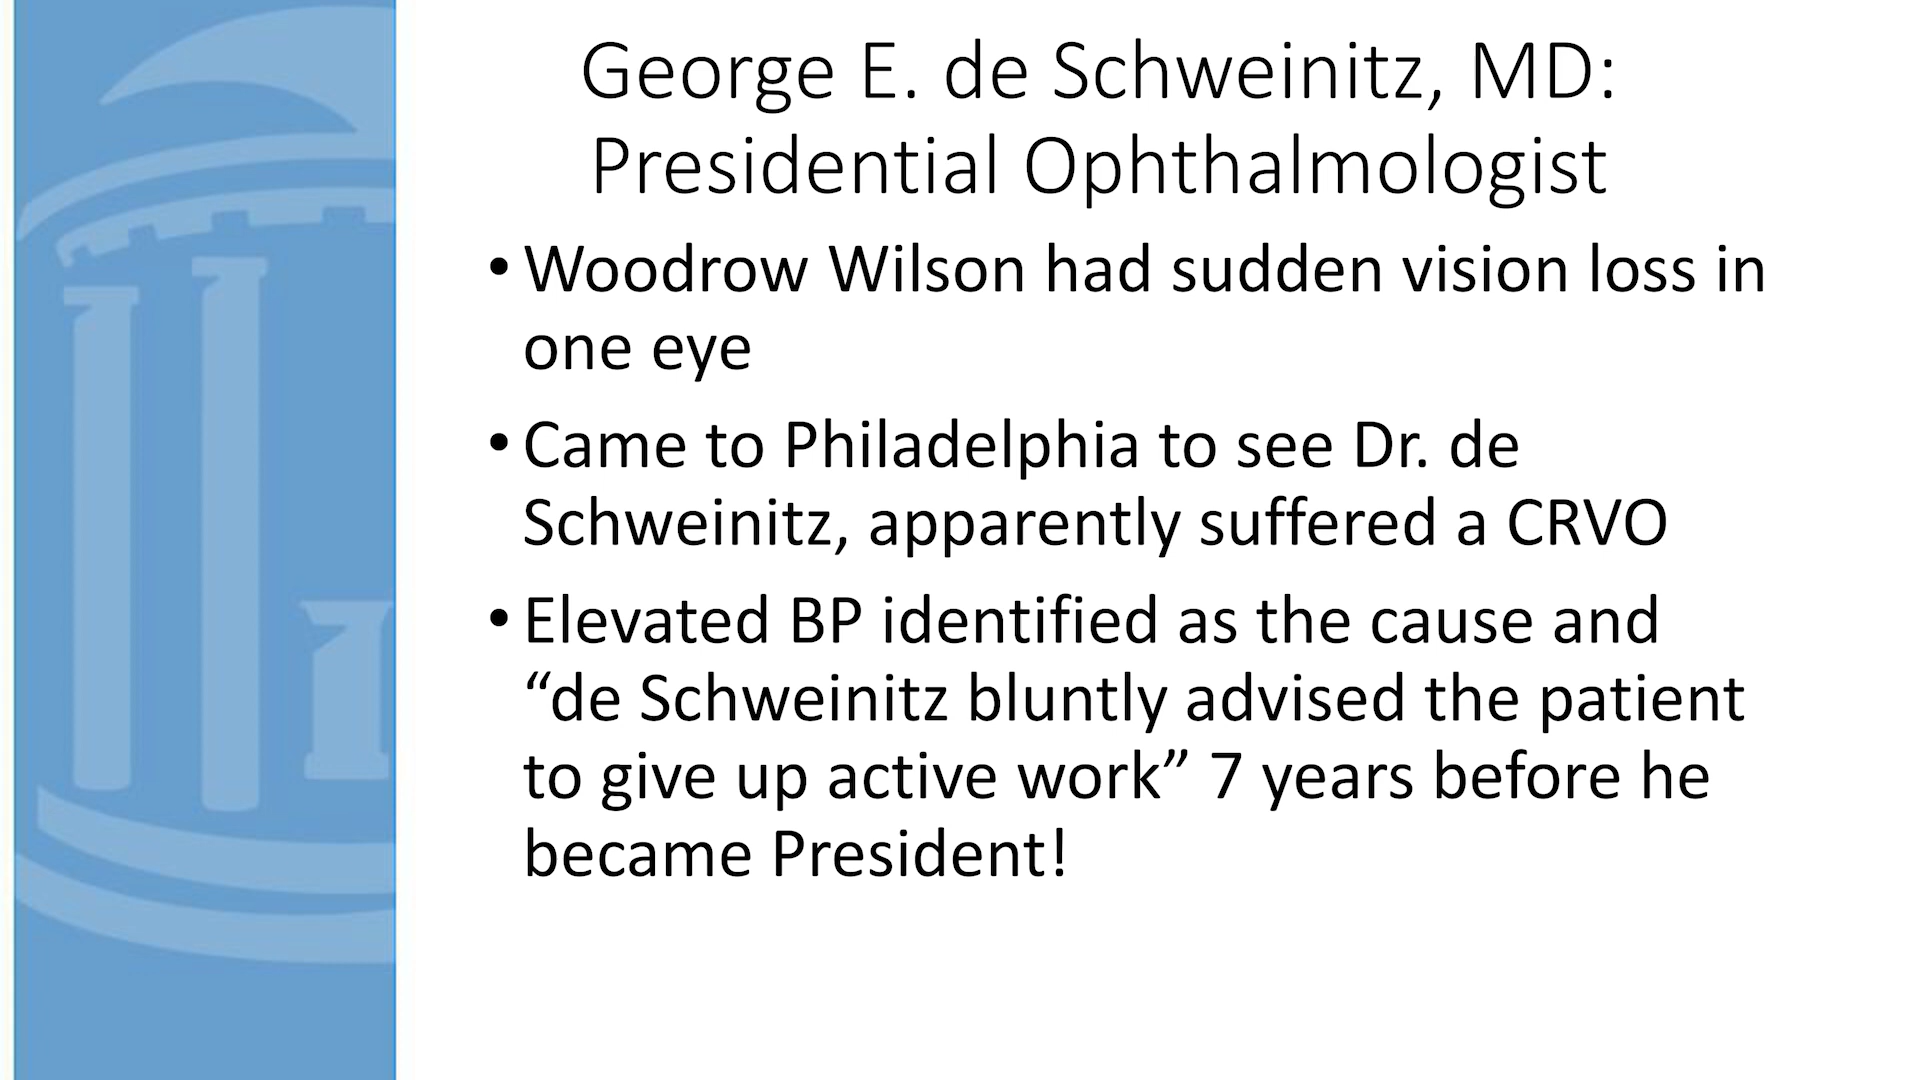 George E. de Schweinitz, MD:
Presidential Ophthalmologist
• Woodrow Wilson had sudden vision loss in
one eye
• Came to Philadelphia to see Dr. de
Schweinitz, apparently suffered a CRVO
• Elevated BP identified as the cause and
“de Schweinitz bluntly advised the patient
to give up active work” 7 years before he
became President!